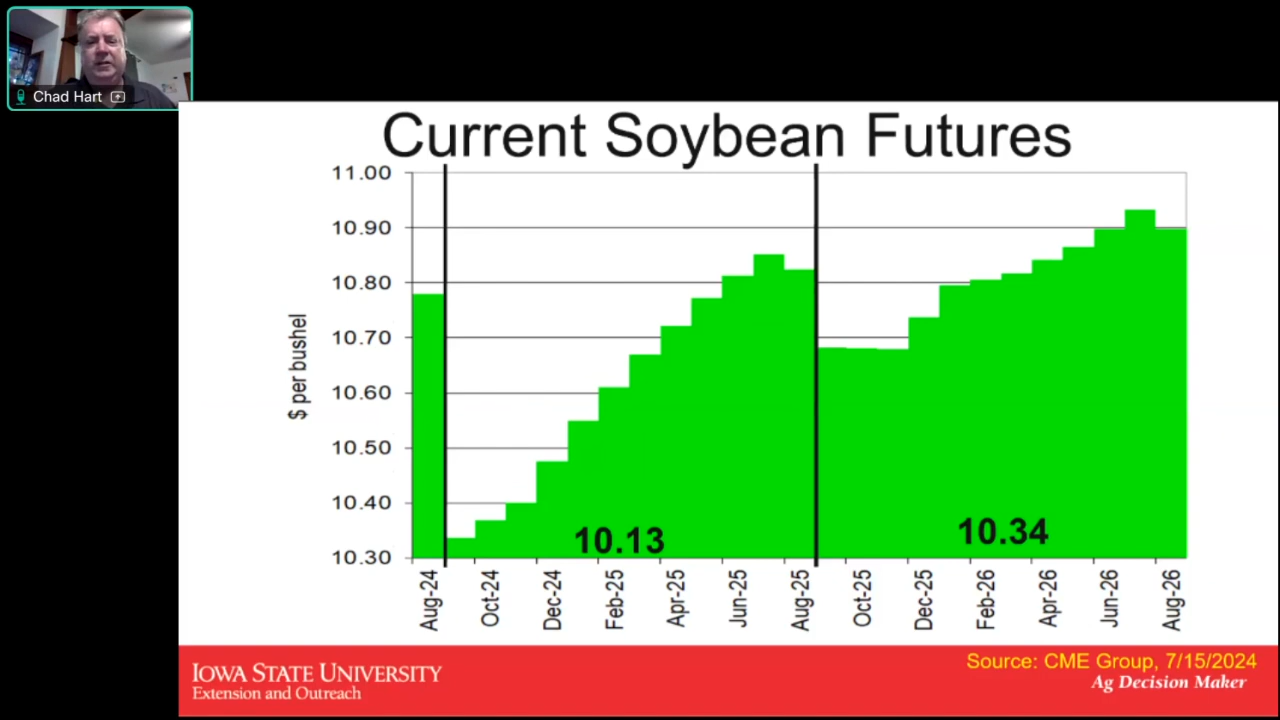 Chad Hart
Current Soybean Futures
11.00
10.90
10.80
10.70
10.60
10.50
10.40
10.30
$ per bushel
10.13
10.34
Aug-24
Oct-24
Dec-24
Feb-25
Apr-25
Jun-25
Aug-25
Oct-25
Dec-25
Feb-26
Apr-26
Jun-26
Aug-26
IOWA STATE UNIVERSITY
Extension and Outreach
Source: CME Group, 7/15/2024
Ag Decision Maker